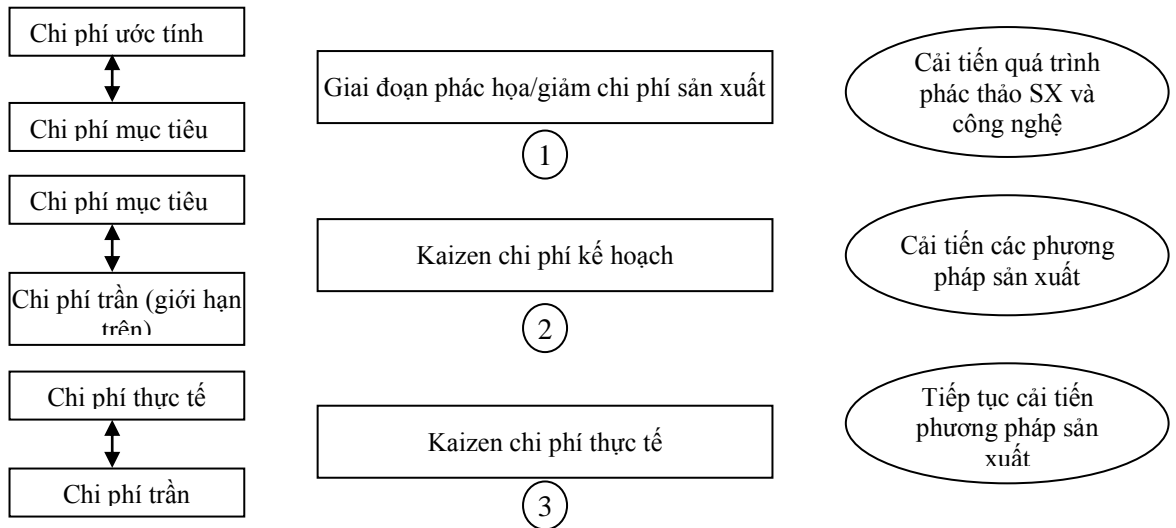 Chi phí ước tính
Chi phí mục tiêu
Giai đoạn phác họa/giảm chi phí sản xuất
1
Cải tiến quá trình
phác thảo SX và
công nghệ
Chi phí mục tiêu
Chi phí trần (giới hạn
trên)
Kaizen chi phí kế hoạch
2
Cải tiến các phương
pháp sản xuất
Chi phí thực tế
Chi phí trần
Kaizen chi phí thực tế
3
Tiếp tục cải tiến
phương pháp sản
xuất